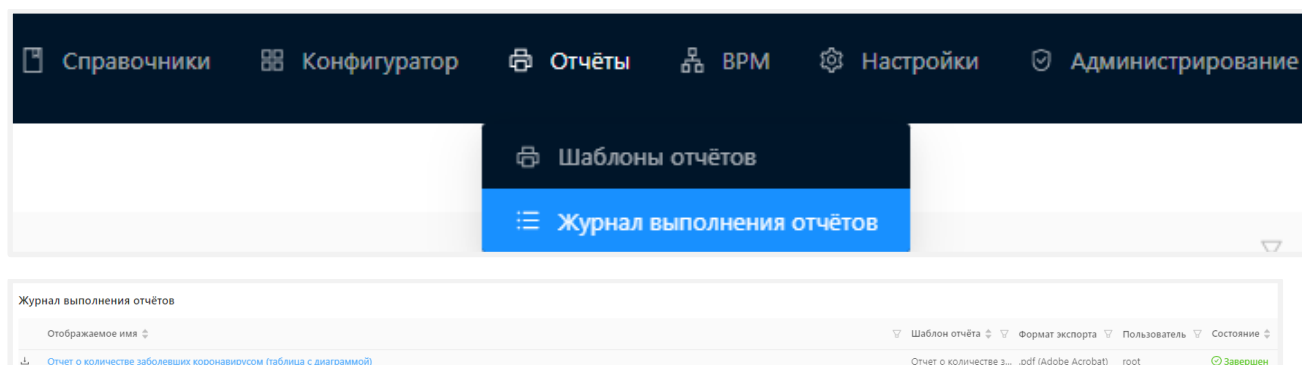 Справочники Конфигуратор Отчёты BPM Настройки Администрирование
Шаблоны отчётов
Журнал выполнения отчётов
Журнал выполнения отчётов
Отображаемое имя Шаблон отчёта Формат экспорта Пользователь Состояние
Отчет о количестве заболевших коронавирусом (таблица с диаграммой) Отчет о количестве з... .pdf (Adobe Acrobat) root Завершен